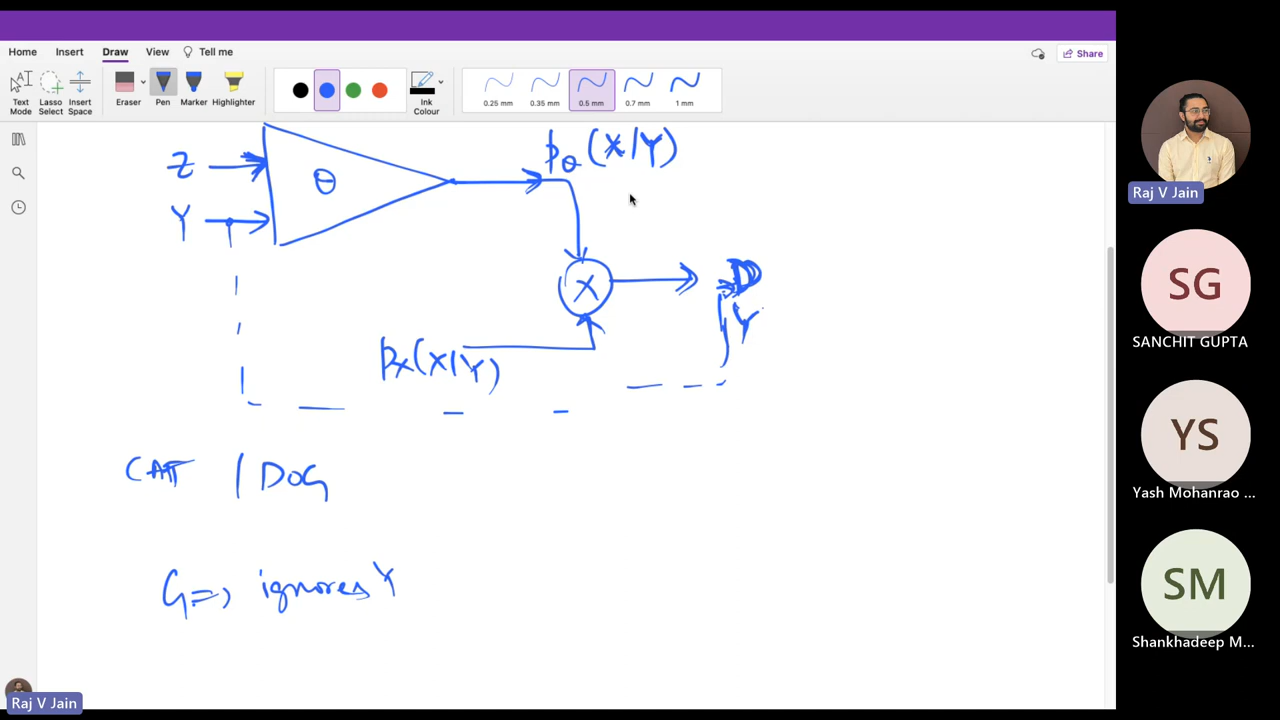 Home Insert Draw View Tell me
Share
Text Mode
Lasso Select
Insert Space
Eraser
Pen
Marker
Highlighter
Ink Colour
0.25 mm
0.35 mm
0.5 mm
0.7 mm
1 mm
Z
θ
pθ(X|Y)
Y
X
D
Y
px(X|Y)
CAT | DOG
G => ignores Y
Raj V Jain
Raj V Jain
SG
SANCHIT GUPTA
YS
Yash Mohanrao ...
SM
Shankhadeep M...